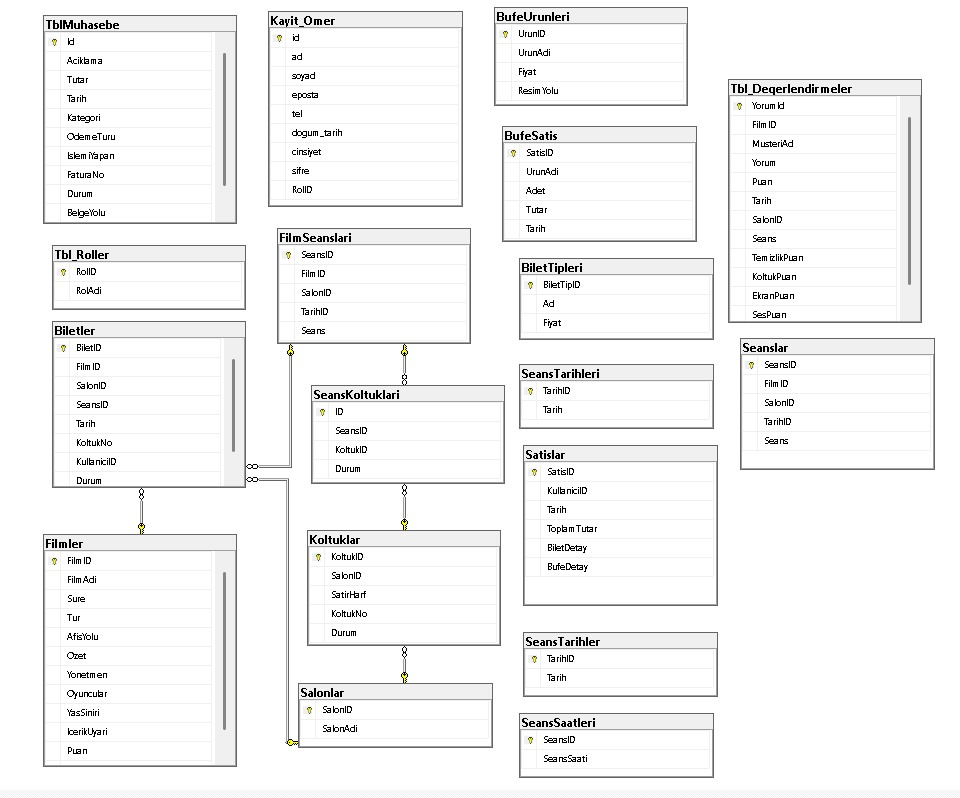 TblMuhasebe
Id
Aciklama
Tutar
Tarih
Kategori
OdemeTuru
IslemiYapan
FaturaNo
Durum
BelgeYolu
Kayit_Omer
id
ad
soyad
eposta
tel
dogum_tarih
cinsiyet
sifre
RolID
BufeUrunleri
UrunID
UrunAdi
Fiyat
ResimYolu
Tbl_Degerlendirmeler
YorumId
FilmID
MusteriAd
Yorum
Puan
Tarih
SalonID
Seans
TemizlikPuan
KoltukPuan
EkranPuan
SesPuan
BufeSatis
SatisID
UrunAdi
Adet
Tutar
Tarih
Tbl_Roller
RolID
RolAdi
FilmSeanslari
SeansID
FilmID
SalonID
TarihID
Seans
BiletTipleri
BiletTipID
Ad
Fiyat
Biletler
BiletID
FilmID
SalonID
SeansID
Tarih
KoltukNo
KullaniciID
Durum
SeansKoltuklari
ID
SeansID
KoltukID
Durum
SeansTarihleri
TarihID
Tarih
Seanslar
SeansID
FilmID
SalonID
TarihID
Seans
Satislar
SatisID
KullaniciID
Tarih
ToplamTutar
BiletDetay
BufeDetay
Filmler
FilmID
FilmAdi
Sure
Tur
AfisYolu
Ozet
Yonetmen
Oyuncular
YasSiniri
IcerikUyari
Puan
Koltuklar
KoltukID
SalonID
SatirHarf
KoltukNo
Durum
SeansTarihler
TarihID
Tarih
Salonlar
SalonID
SalonAdi
SeansSaatleri
SeansID
SeansSaati